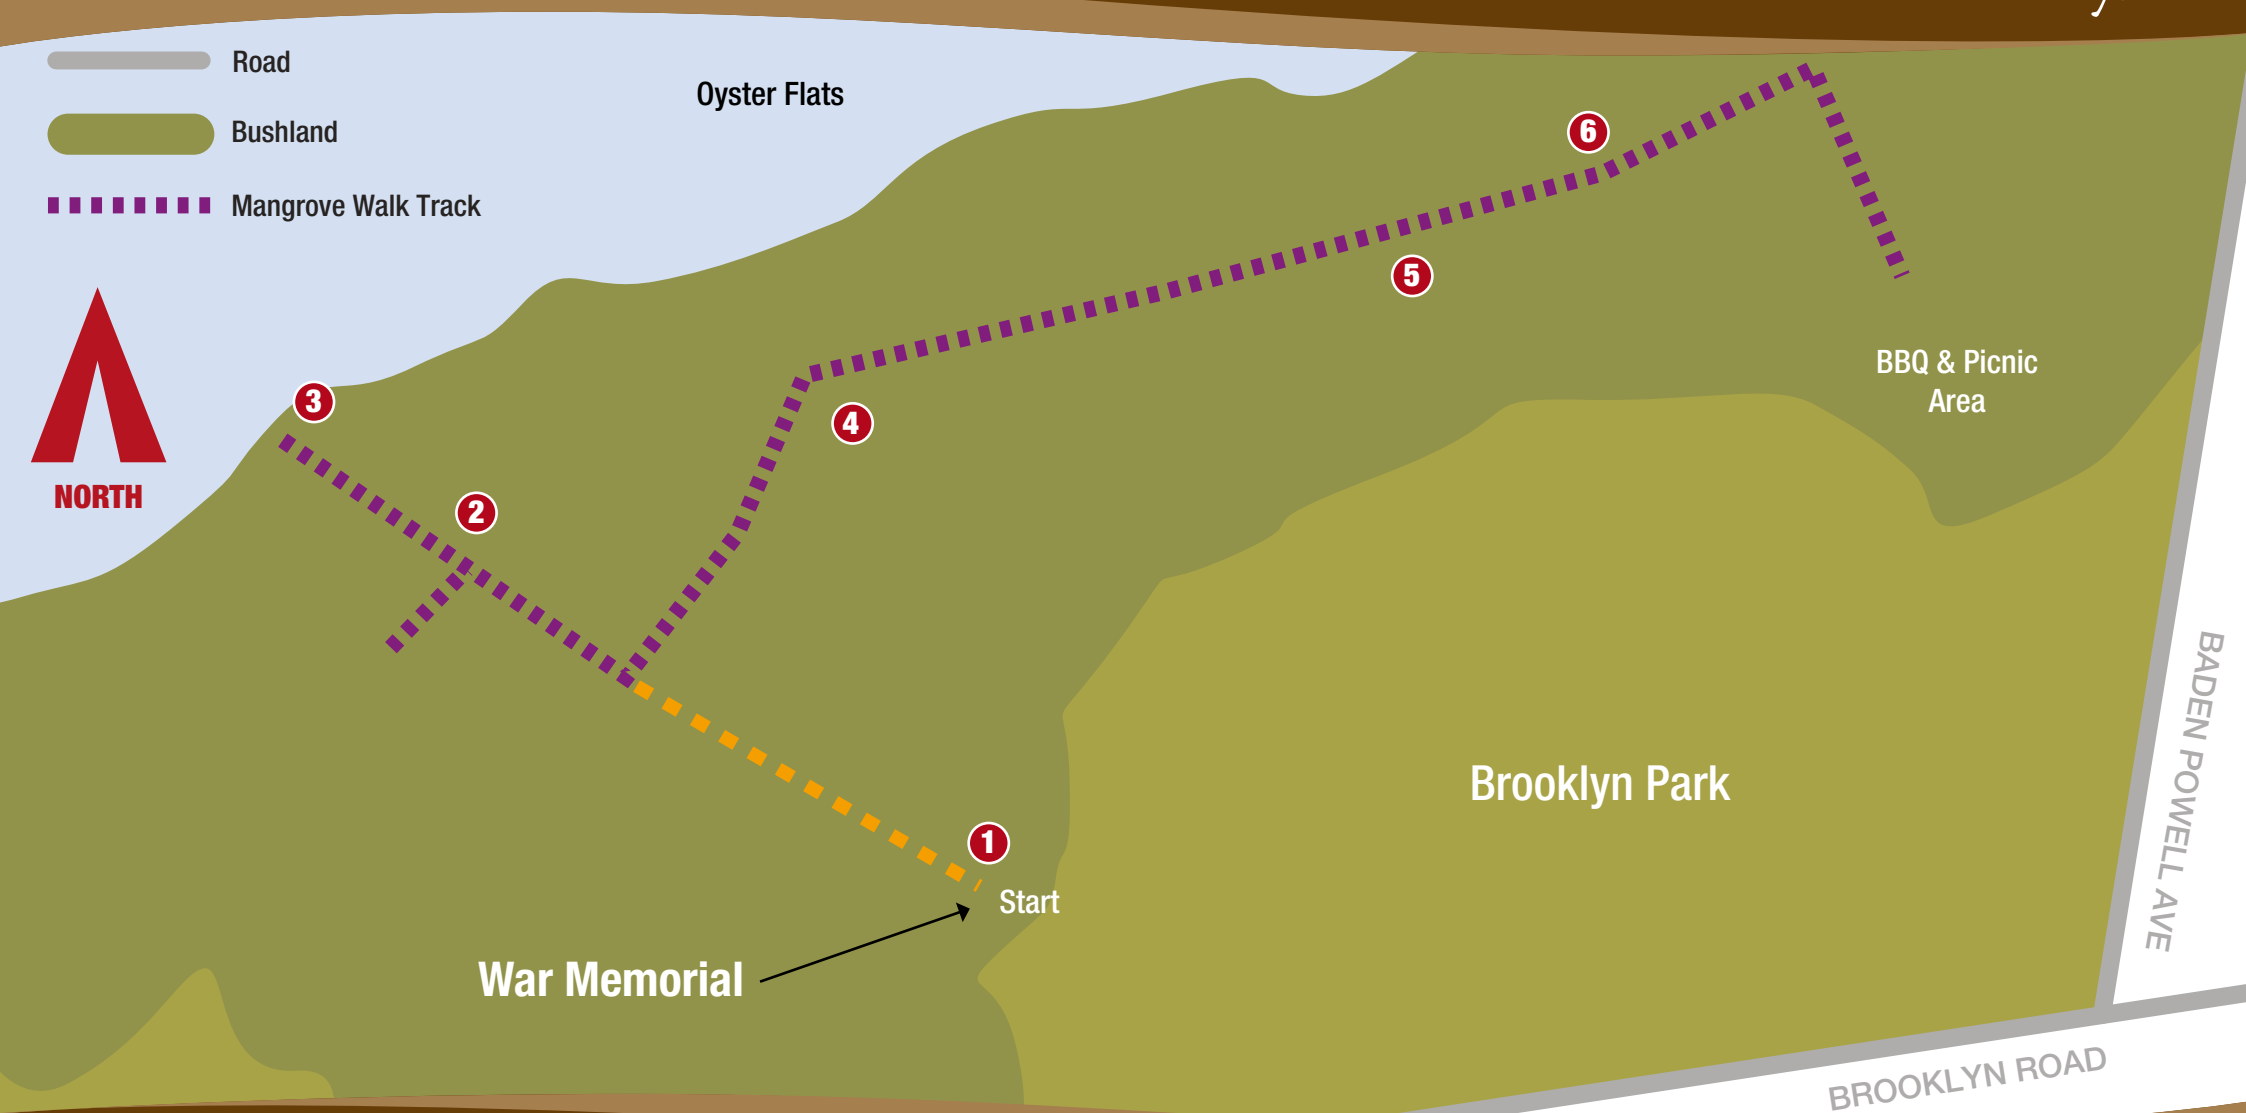 Road
Oyster Flats
Bushland
Mangrove Walk Track
NORTH
6
5
BBQ & Picnic
Area
3
4
2
Brooklyn Park
1
Start
War Memorial
BADEN POWELL AVE
BROOKLYN ROAD